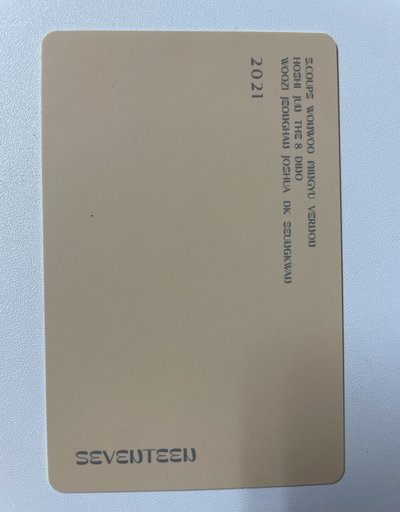 S.COUPS WONWOO MINGYU VERNON
HOSHI JUN THE 8 DINO
WOOZI JEONGHAN JOSHUA DK SEUNGKWAN
2021
SEVENTEEN